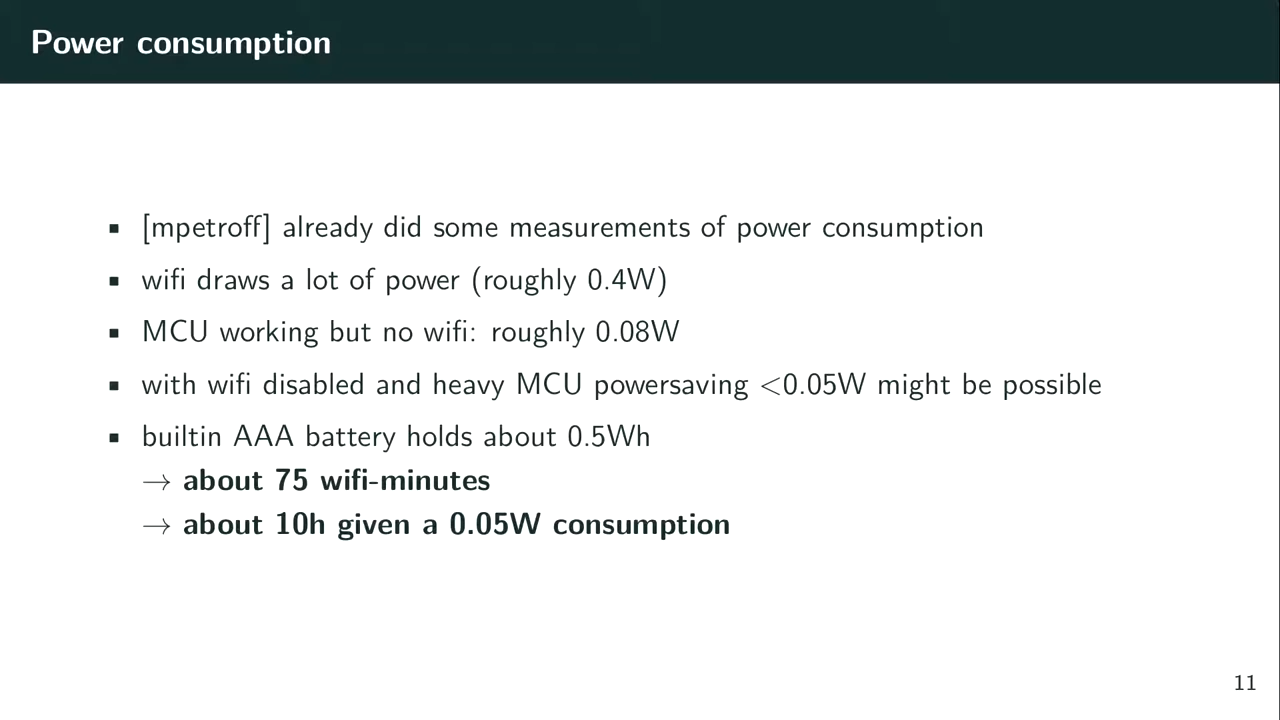 Power consumption
▪ [mpetroff] already did some measurements of power consumption
▪ wifi draws a lot of power (roughly 0.4W)
▪ MCU working but no wifi: roughly 0.08W
▪ with wifi disabled and heavy MCU powersaving <0.05W might be possible
▪ builtin AAA battery holds about 0.5Wh
→ about 75 wifi-minutes
→ about 10h given a 0.05W consumption
11